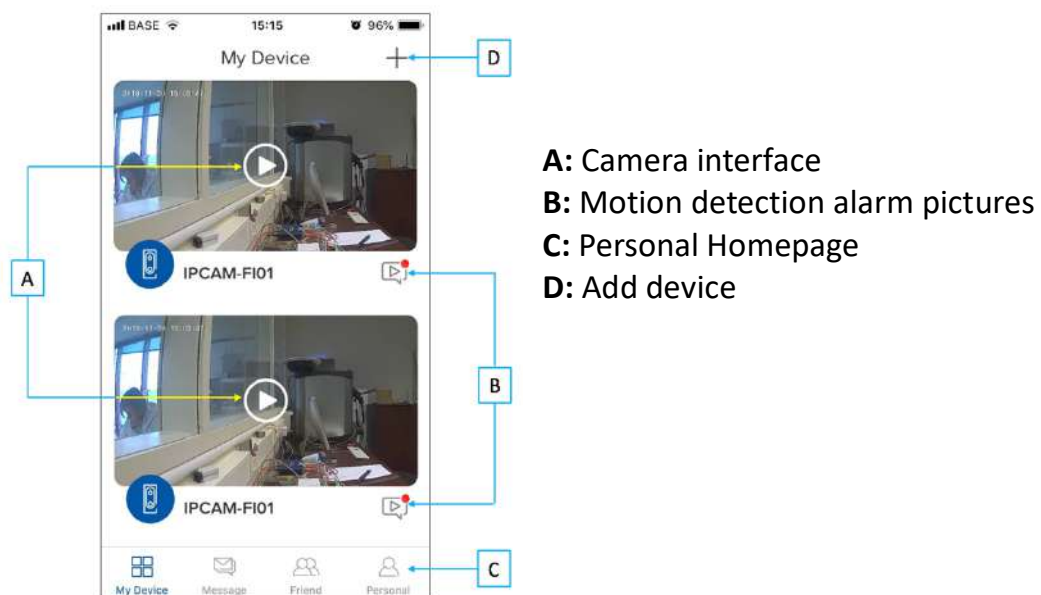 BASE 15:15 96%
My Device
D
IPCAM-FI01
A
B
IPCAM-FI01
C
My Device Message Friend Personal
A: Camera interface
B: Motion detection alarm pictures
C: Personal Homepage
D: Add device